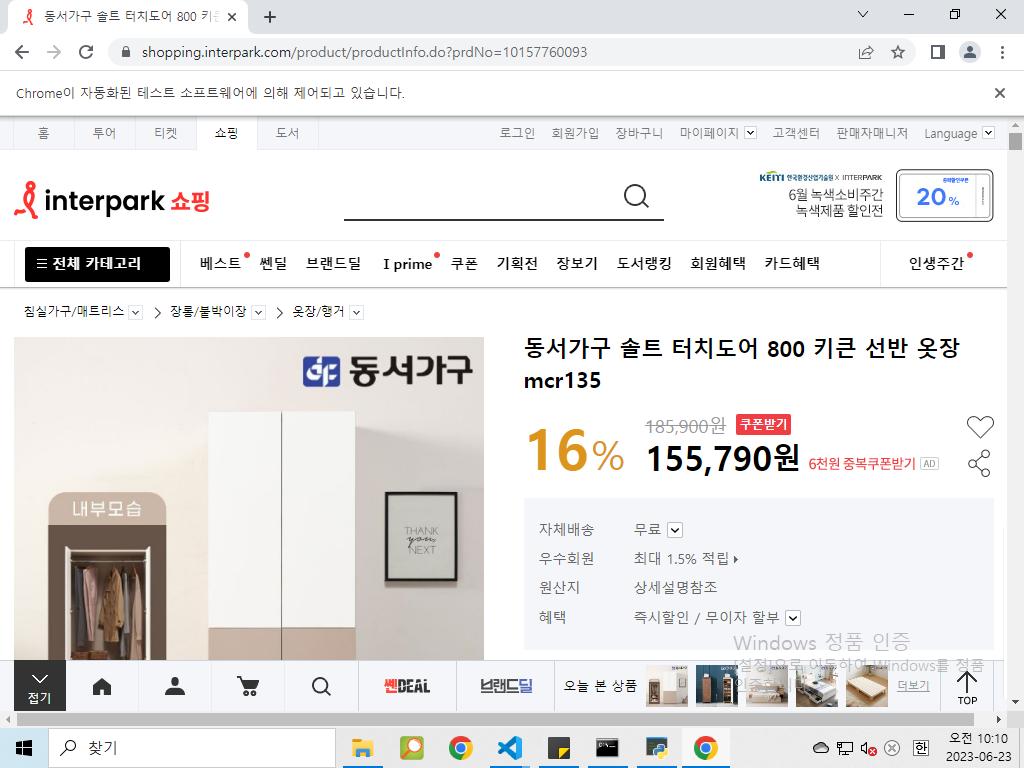 동서가구 솔트 터치도어 800 키큰
shopping.interpark.com/product/productInfo.do?prdNo=10157760093
Chrome이 자동화된 테스트 소프트웨어에 의해 제어되고 있습니다.
홈 투어 티켓 쇼핑 도서 로그인 회원가입 장바구니 마이페이지 고객센터 판매자매니저 Language
interpark 쇼핑
KEITI 한국환경산업기술원 X INTERPARK
6월 녹색소비주간
녹색제품 할인전
중복할인쿠폰
20%
전체 카테고리 베스트 쎈딜 브랜드딜 I prime 쿠폰 기획전 장보기 도서랭킹 회원혜택 카드혜택 인생주간
침실가구/매트리스 장롱/붙박이장 옷장/행거
동서가구
내부모습
THANK
you,
NEXT
동서가구 솔트 터치도어 800 키큰 선반 옷장
mcr135
16%
185,900원 쿠폰받기
155,790원 6천원 중복쿠폰받기 AD
자체배송 무료
우수회원 최대 1.5% 적립
원산지 상세설명참조
혜택 즉시할인 / 무이자 할부
Windows 정품 인증
[설정]으로 이동하여 Windows를 정품
인증합니다.
접기
쎈DEAL
브랜드딜
오늘 본 상품
더보기
TOP
찾기
한
오전 10:10
2023-06-23